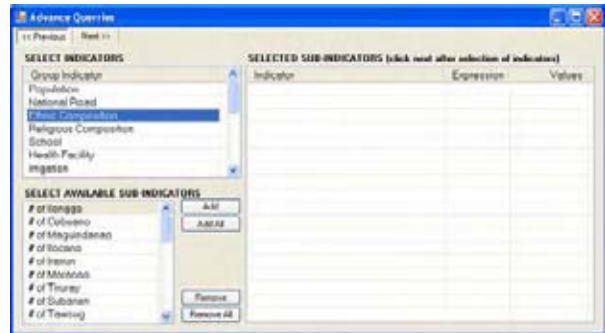 Advance Querries
<< Previous
Next >>
SELECT INDICATORS
Group Indicator
Population
National Road
Ethnic Composition
Religious Composition
School
Health Facility
Irrigation
SELECT AVAILABLE SUB-INDICATORS
# of Ilonggo
# of Cebuano
# of Maguindanao
# of Ilocano
# of Iranun
# of Maranao
# of Tiruray
# of Subanen
# of Tawsug
Add
Add All
Remove
Remove All
SELECTED SUB-INDICATORS (click next after selection of indicators)
Indicator Expression Values